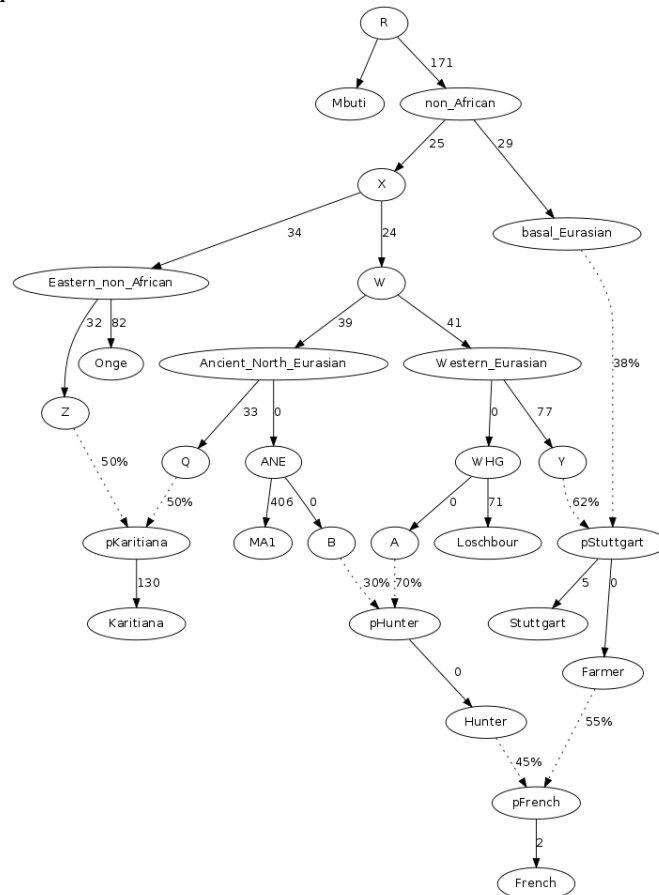 R
171
Mbuti
non_African
25
29
X
basal_Eurasian
34
24
Eastern_non_African
W
32
82
39
41
38%
Onge
Ancient_North_Eurasian
Western_Eurasian
Z
33
0
0
77
50%
Q
ANE
WHG
Y
50%
406
0
0
71
62%
pKaritiana
MA1
B
A
Loschbour
pStuttgart
130
30%
70%
5
0
Karitiana
pHunter
Stuttgart
0
Farmer
Hunter
55%
45%
pFrench
2
French